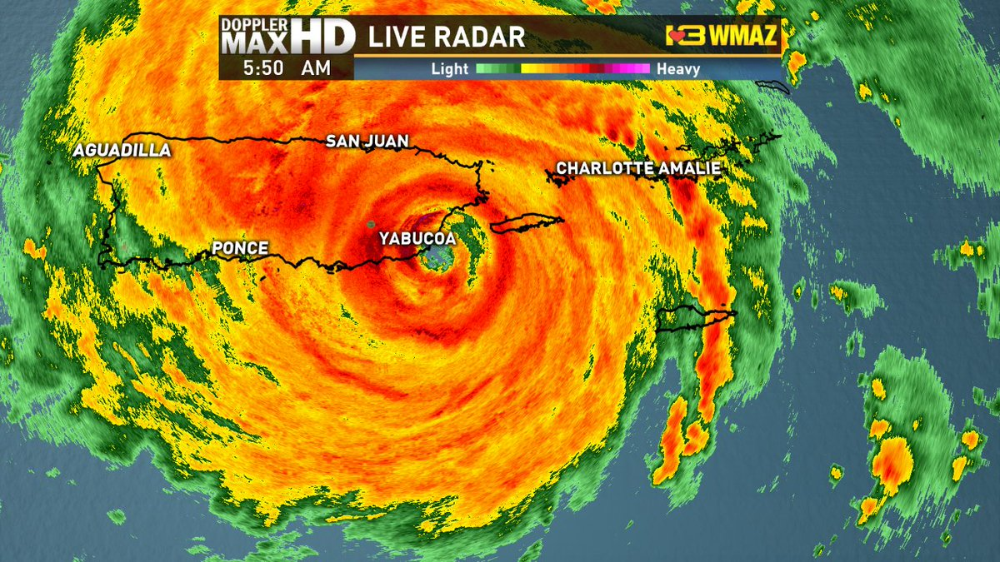 DOPPLER
MAX HD
LIVE RADAR
13 WMAZ
5:50 AM
Light
Heavy
SAN JUAN
AGUADILLA
CHARLOTTE AMALIE
YABUCOA
PONCE